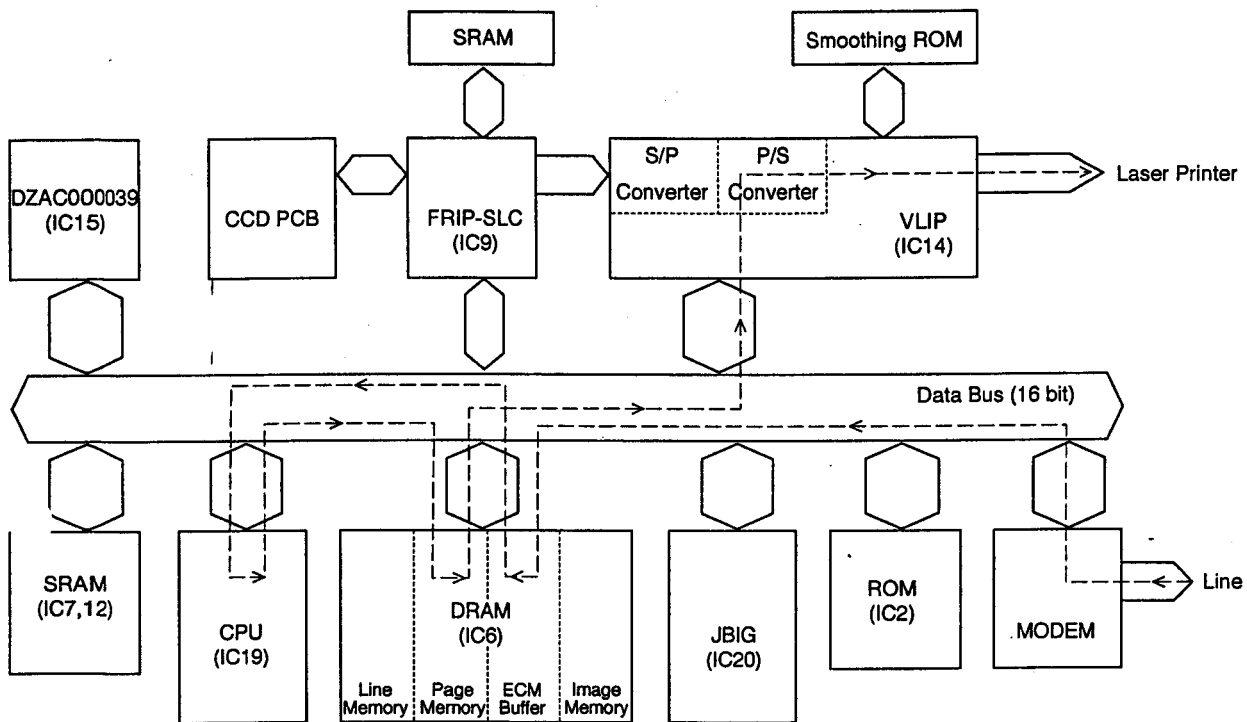 SRAM
Smoothing ROM
DZAC000039
(IC15)
CCD PCB
FRIP-SLC
(IC9)
S/P
Converter
P/S
Converter
VLIP
(IC14)
Laser Printer
Data Bus (16 bit)
SRAM
(IC7,12)
CPU
(IC19)
DRAM
(IC6)
Line
Memory
Page
Memory
ECM
Buffer
Image
Memory
JBIG
(IC20)
ROM
(IC2)
MODEM
Line